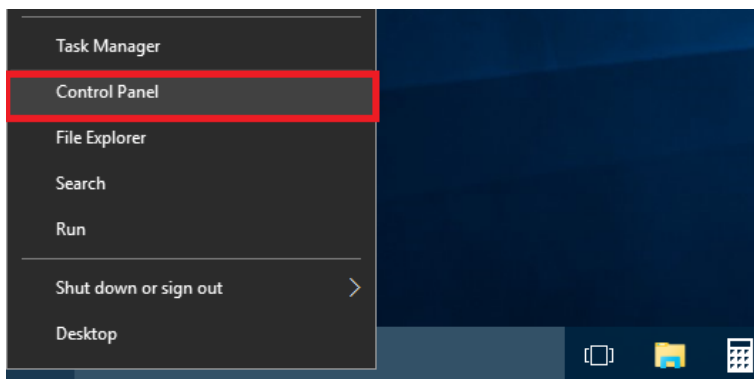 Task Manager
Control Panel
File Explorer
Search
Run
Shut down or sign out
Desktop